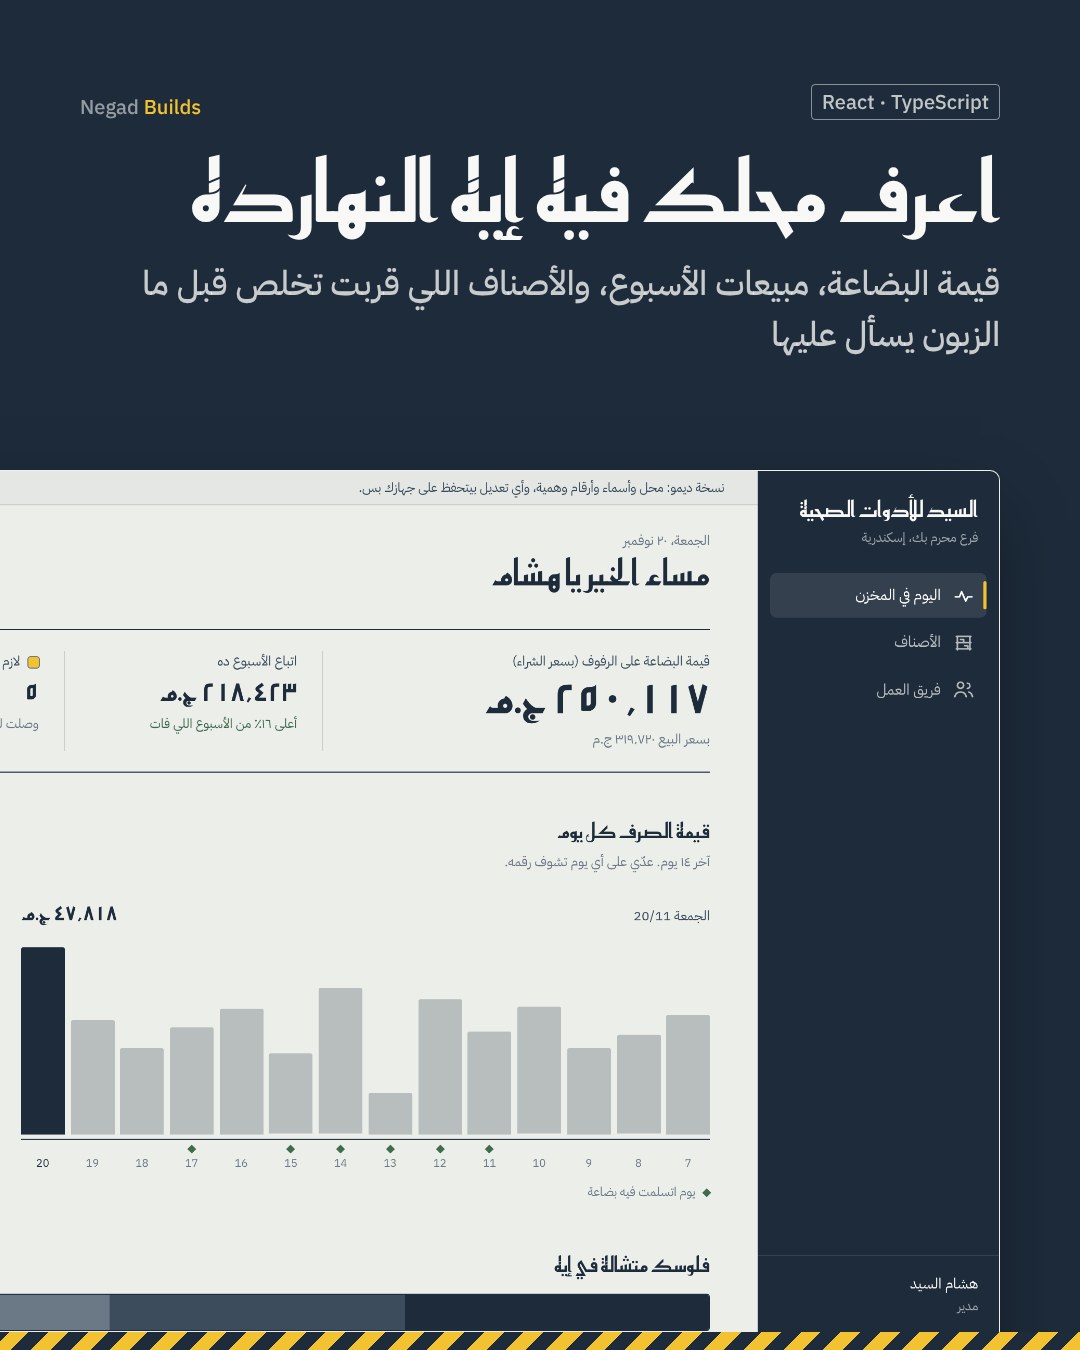 React · TypeScript
Negad Builds
اعرف محلك فيه إيه النهاردة
قيمة البضاعة، مبيعات الأسبوع، والأصناف اللي قربت تخلص قبل ما
الزبون يسأل عليها
السيد للأدوات الصحية
فرع محرم بك، إسكندرية
اليوم في المخزن
الأصناف
فريق العمل
هشام السيد
مدير
نسخة ديمو: محل وأسماء وأرقام وهمية، وأي تعديل بيتحفظ على جهازك بس.
الجمعة، ٢٠ نوفمبر
مساء الخير يا هشام
قيمة البضاعة على الرفوف (بسعر الشراء)
٢٥٠,١١٧ ج.م
بسعر البيع ٣١٩,٧٢٠ ج.م
اتباع الأسبوع ده
٢١٨,٤٢٣ ج.م
أعلى ١٦٪ من الأسبوع اللي فات
لازم
٥
وصلت
قيمة الصرف كل يوم
آخر ١٤ يوم. عدّي على أي يوم تشوف رقمه.
الجمعة 20/11
٤٧,٨١٨ ج.م
7 8 9 10 11 12 13 14 15 16 17 18 19 20
يوم اتسلمت فيه بضاعة
فلوسك متشالة في إيه